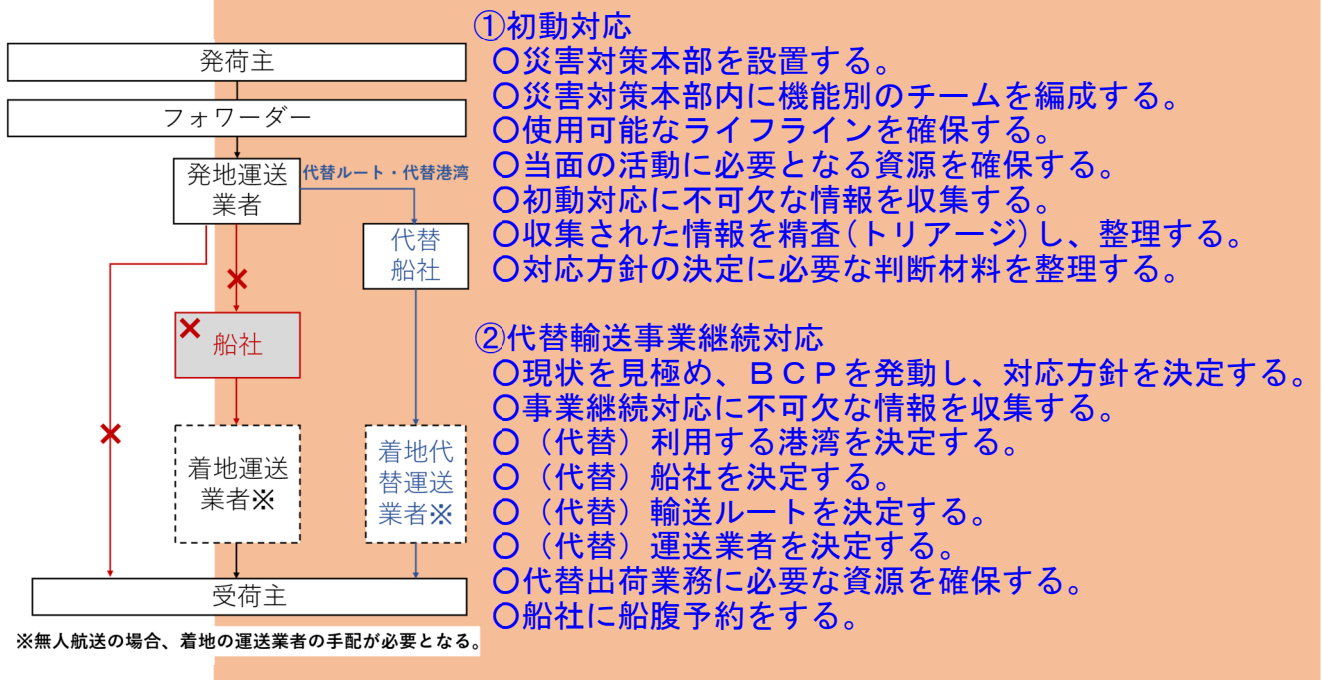 発荷主
フォワーダー
発地運送
業者
代替ルート・代替港湾
代替
船社
船社
着地運送
業者※
着地代
替運送
業者※
受荷主
※無人航送の場合、着地の運送業者の手配が必要となる。
①初動対応
〇災害対策本部を設置する。
〇災害対策本部内に機能別のチームを編成する。
〇使用可能なライフラインを確保する。
〇当面の活動に必要となる資源を確保する。
〇初動対応に不可欠な情報を収集する。
〇収集された情報を精査(トリアージ)し、整理する。
〇対応方針の決定に必要な判断材料を整理する。
②代替輸送事業継続対応
〇現状を見極め、ＢＣＰを発動し、対応方針を決定する。
〇事業継続対応に不可欠な情報を収集する。
〇（代替）利用する港湾を決定する。
〇（代替）船社を決定する。
〇（代替）輸送ルートを決定する。
〇（代替）運送業者を決定する。
〇代替出荷業務に必要な資源を確保する。
〇船社に船腹予約をする。